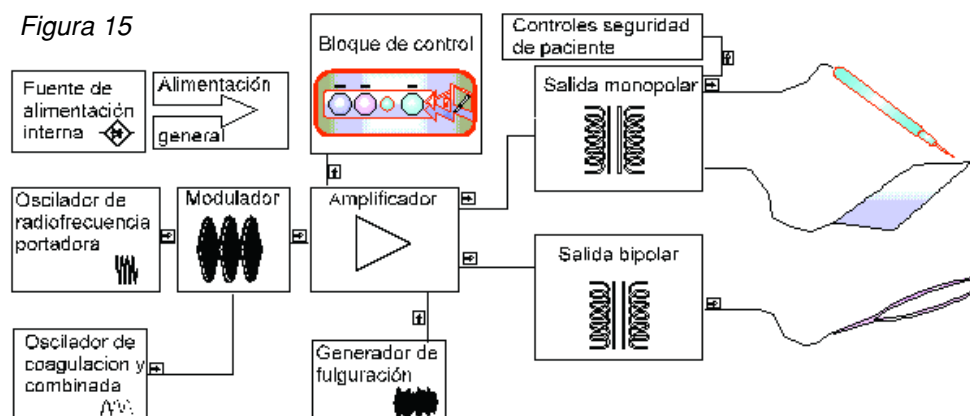 Figura 15
Fuente de
alimentación
interna
Alimentación
general
Bloque de control
Controles seguridad
de paciente
Salida monopolar
Oscilador de
radiofrecuencia
portadora
Modulador
Amplificador
Salida bipolar
Oscilador de
coagulacion y
combinada
Generador de
fulguración